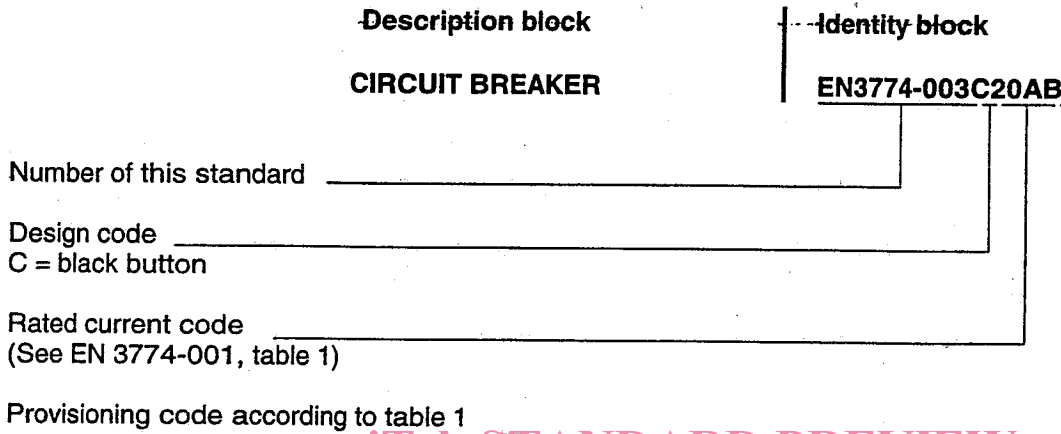 Description block Identity block
CIRCUIT BREAKER EN3774-003C20AB
Number of this standard
Design code
C = black button
Rated current code
(See EN 3774-001, table 1)
Provisioning code according to table 1